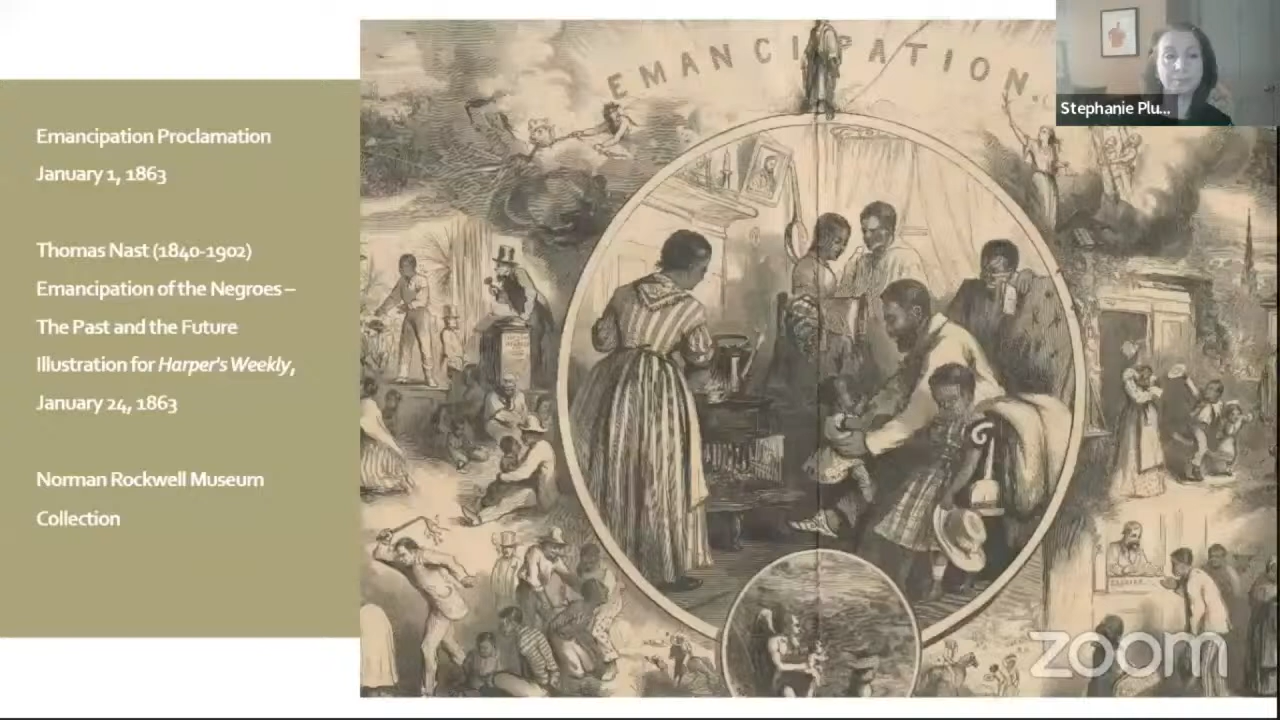 Emancipation Proclamation
January 1, 1863
Thomas Nast (1840-1902)
Emancipation of the Negroes –
The Past and the Future
Illustration for Harper's Weekly,
January 24, 1863
Norman Rockwell Museum
Collection
EMANCIPATION.
Stephanie Plu...
zoom